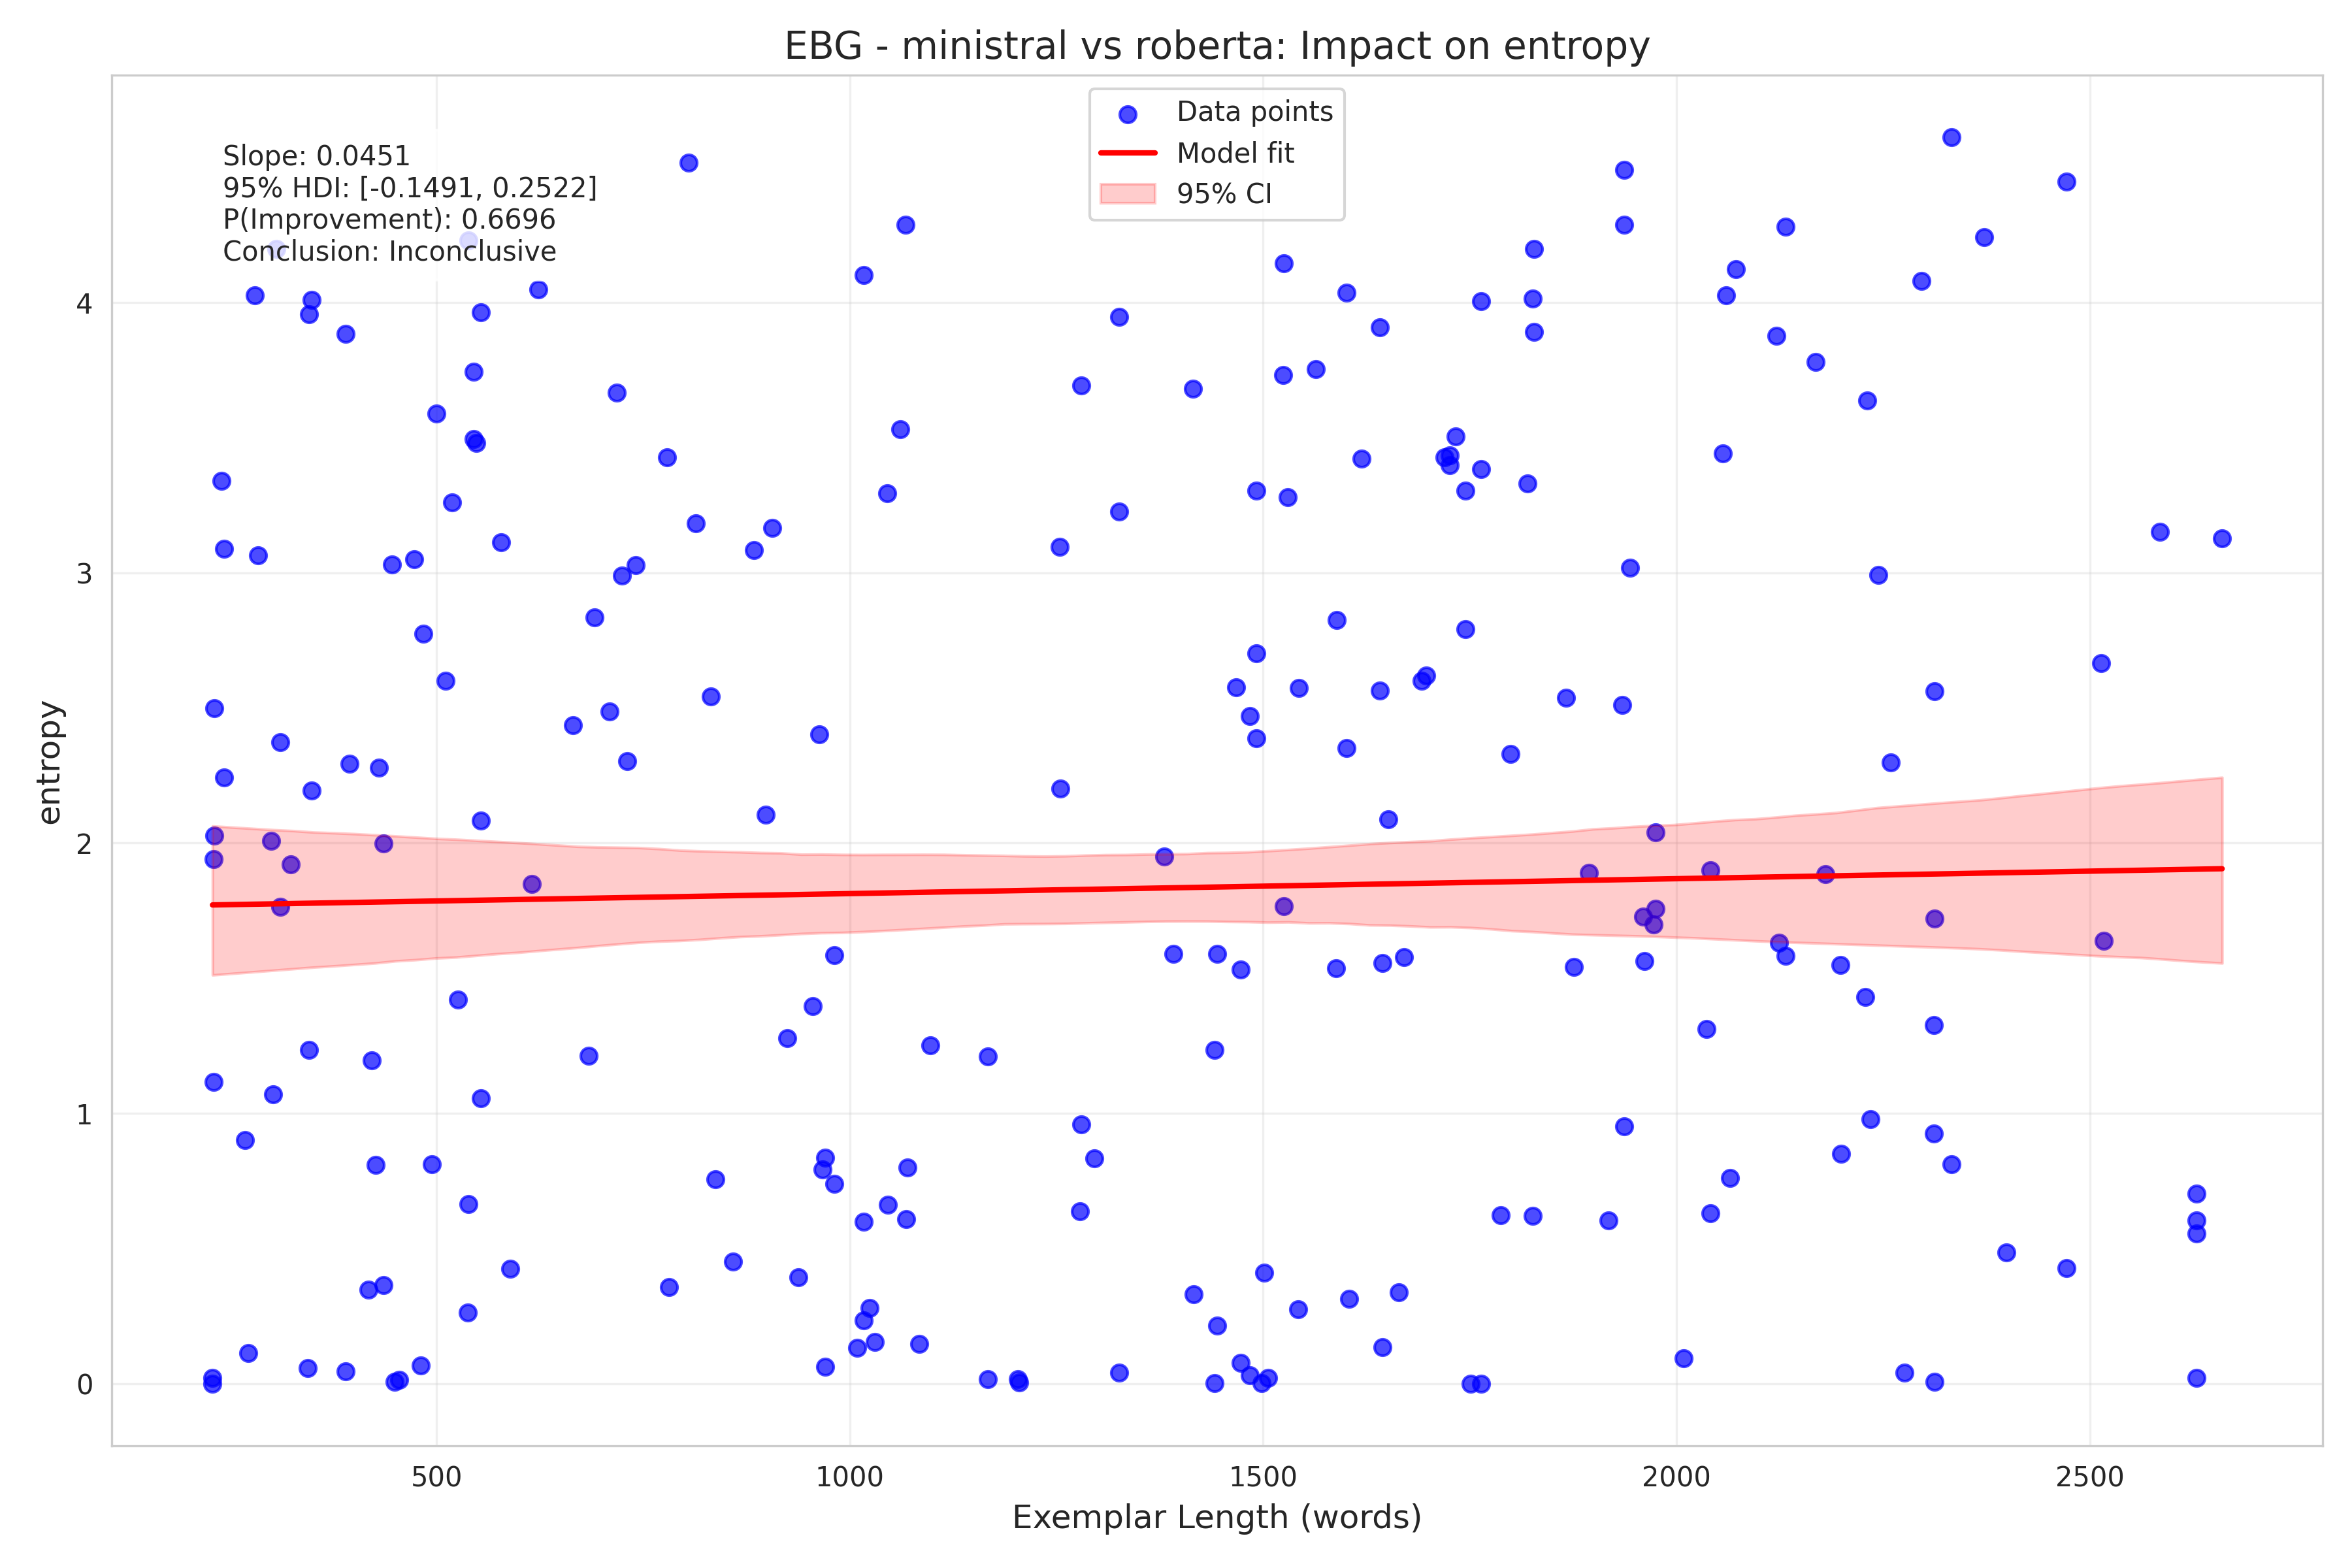 EBG - ministral vs roberta: Impact on entropy
Data points
Model fit
95% CI
Slope: 0.0451
95% HDI: [-0.1491, 0.2522]
P(Improvement): 0.6696
Conclusion: Inconclusive
entropy
4
3
2
1
0
500
1000
1500
2000
2500
Exemplar Length (words)